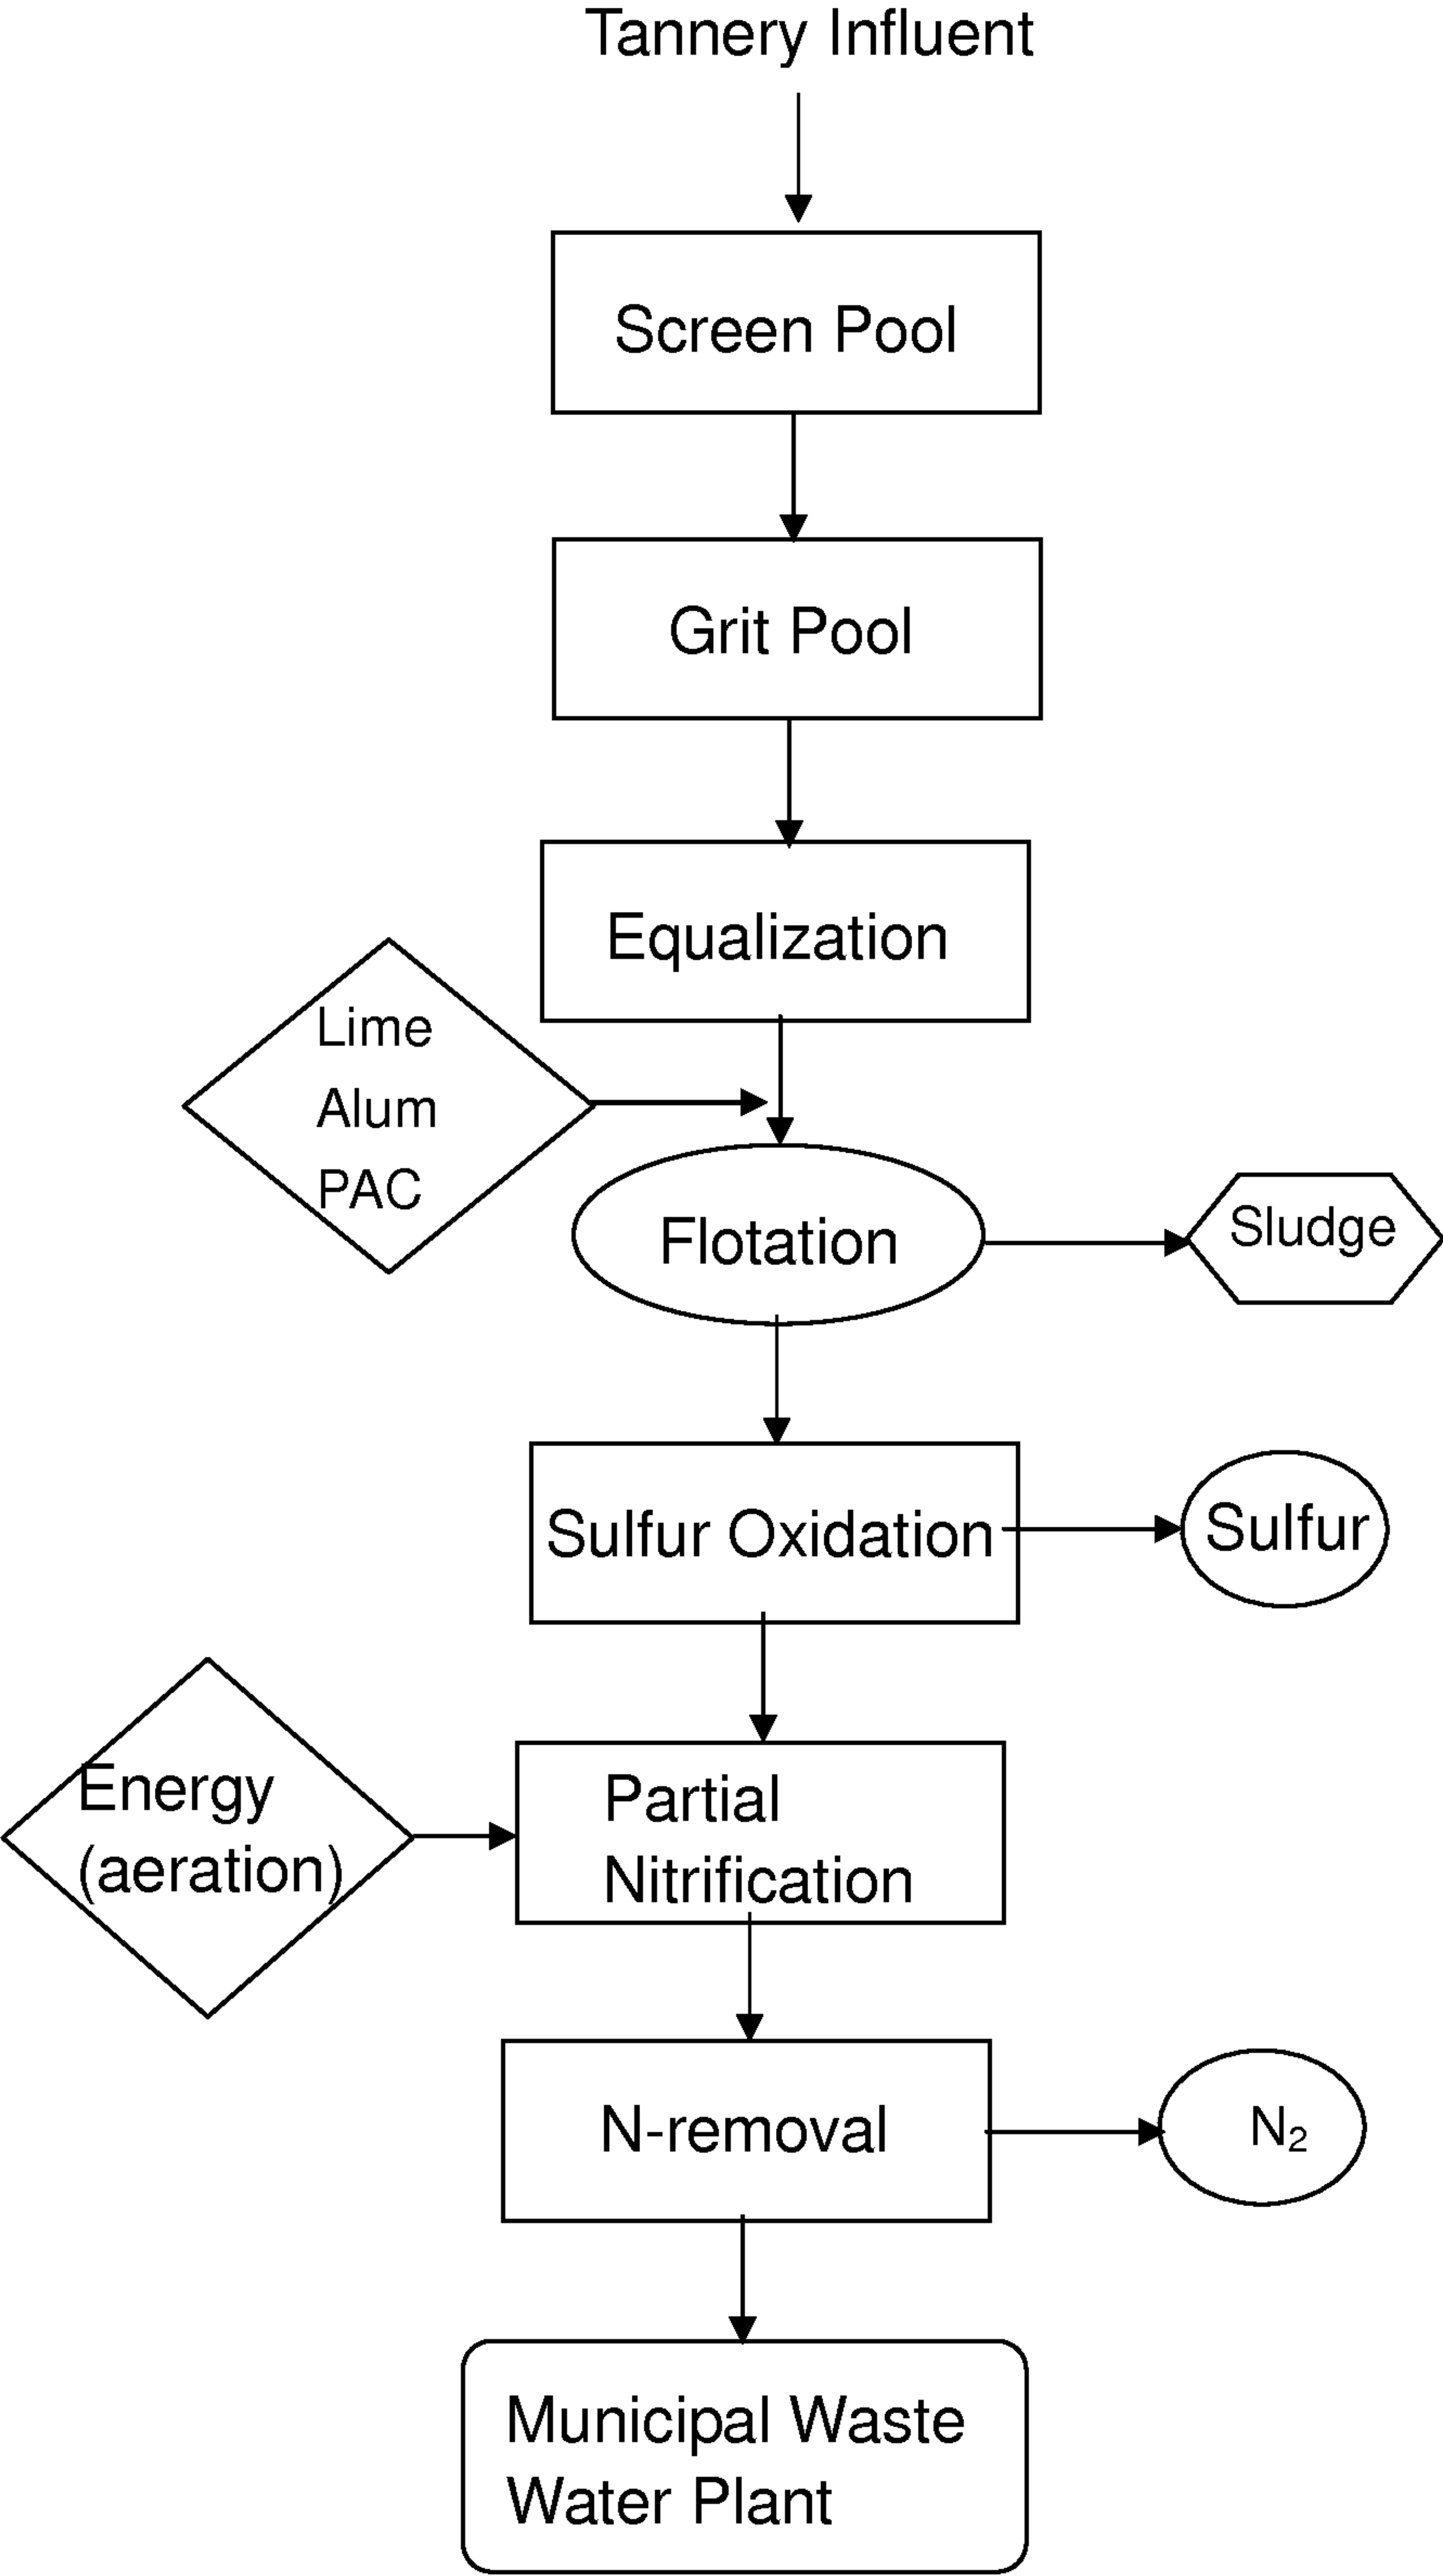 Tannery Influent
Screen Pool
Grit Pool
Equalization
Lime
Alum
PAC
Flotation
Sludge
Sulfur Oxidation
Sulfur
Energy
(aeration)
Partial
Nitrification
N-removal
N₂
Municipal Waste
Water Plant